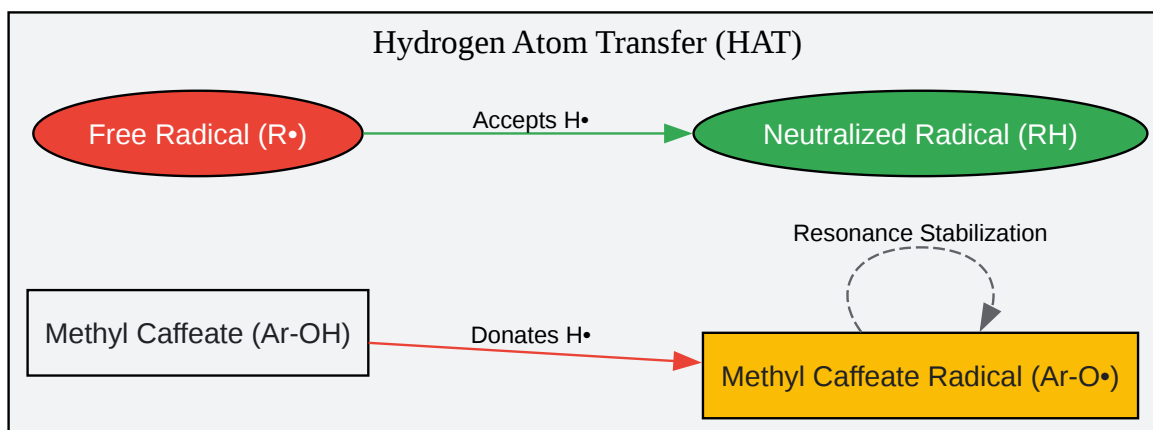 Hydrogen Atom Transfer (HAT)
Free Radical (R•)
Accepts H•
Neutralized Radical (RH)
Resonance Stabilization
Methyl Caffeate (Ar-OH)
Donates H•
Methyl Caffeate Radical (Ar-O•)